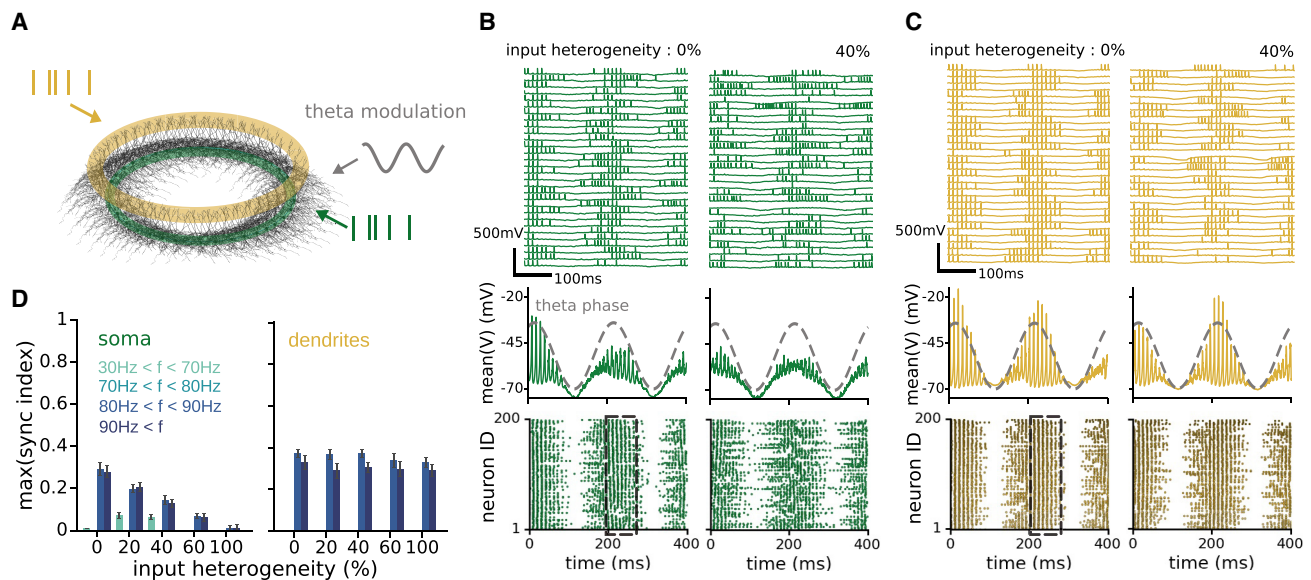 A
theta modulation
B
input heterogeneity : 0%
40%
500mV
100ms
-20
-45
-70
mean(V) (mV)
theta phase
200
1
neuron ID
0
200
400
0
200
400
time (ms)
time (ms)
C
input heterogeneity : 0%
40%
500mV
100ms
-20
-45
-70
mean(V) (mV)
200
1
neuron ID
0
200
400
0
200
400
time (ms)
time (ms)
D
1
0.8
0.6
0.4
0.2
0
max(sync index)
soma
30Hz < f < 70Hz
70Hz < f < 80Hz
80Hz < f < 90Hz
90Hz < f
dendrites
0 20 40 60 100
0 20 40 60 100
input heterogeneity (%)